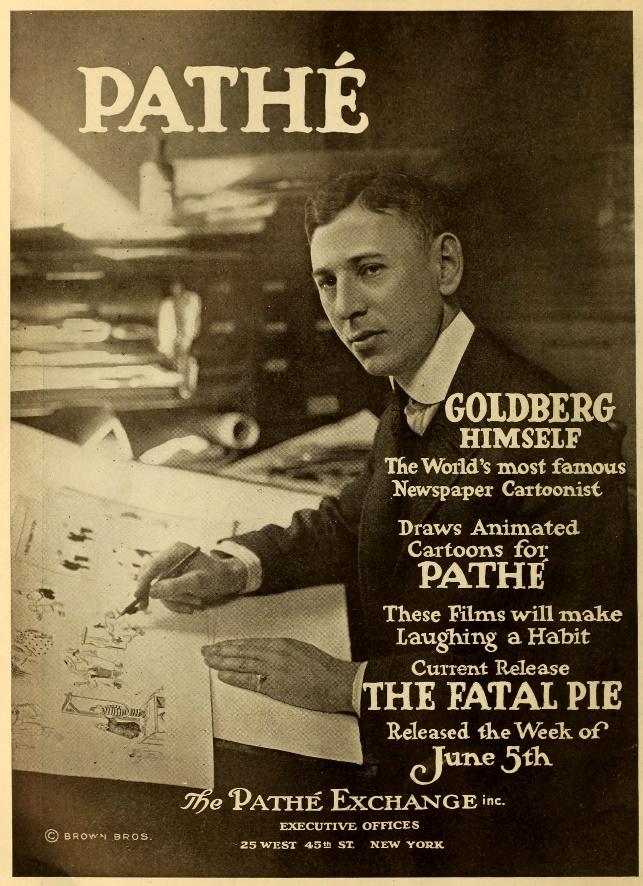 PATHÉ
GOLDBERG
HIMSELF
The World's most famous
Newspaper Cartoonist
Draws Animated
Cartoons for
PATHÉ
These Films will make
Laughing a Habit
Current Release
THE FATAL PIE
Released the Week of
June 5th
The PATHÉ EXCHANGE inc.
EXECUTIVE OFFICES
25 WEST 45th ST. NEW YORK
© BROWN BROS.